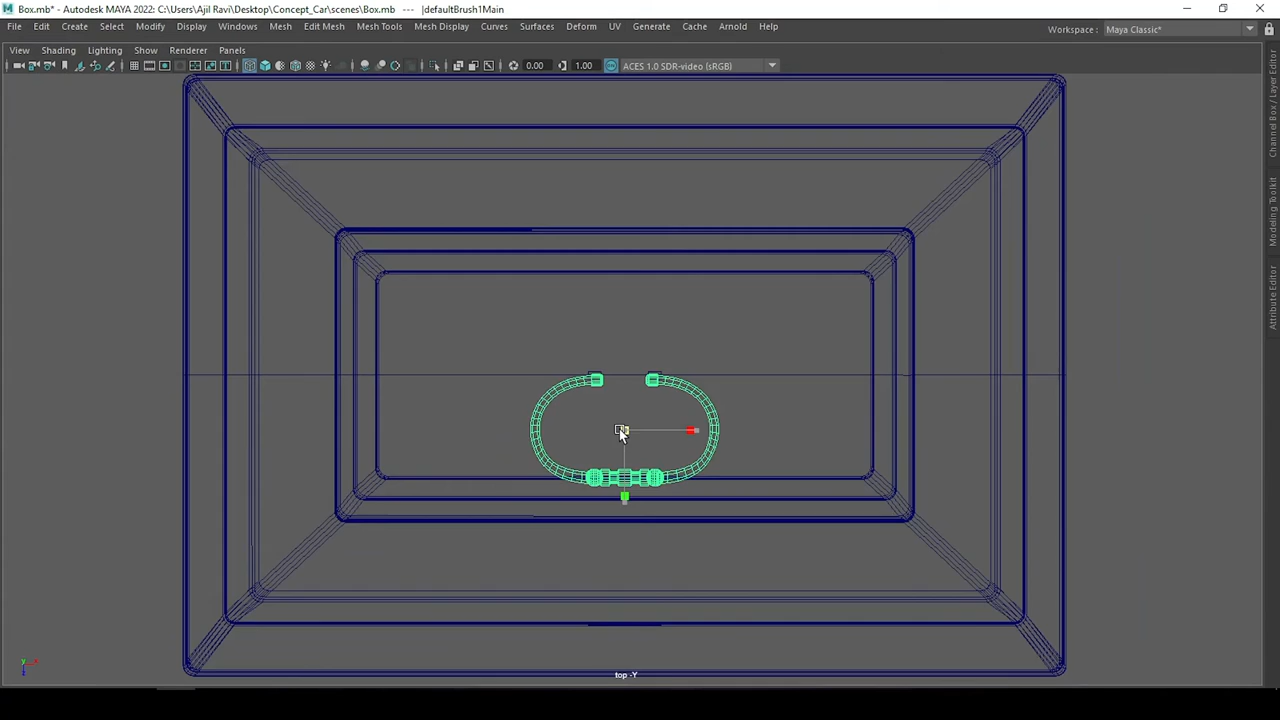 Box.mb* - Autodesk MAYA 2022: C:\Users\Ajil Ravi\Desktop\Concept_Car\scenes\Box.mb --- |defaultBrush1Main
File Edit Create Select Modify Display Windows Mesh Edit Mesh Mesh Tools Mesh Display Curves Surfaces Deform UV Generate Cache Arnold Help
Workspace: Maya Classic*
View Shading Lighting Show Renderer Panels
0.00 1.00 ACES 1.0 SDR-video (sRGB)
Channel Box / Layer Editor
Modeling Toolkit
Attribute Editor
top -Y